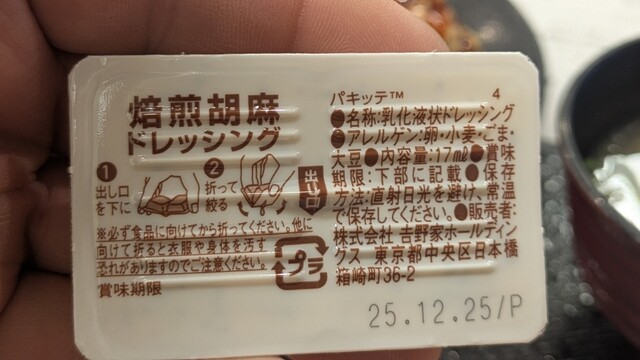 焙煎胡麻
ドレッシング
❶
出し口
を下に
❷
折って
絞る
出し口
※必ず食品に向けてから折ってください。他に
向けて折ると衣服や身体を汚す
恐れがありますのでご注意ください。
プラ
賞味期限
パキッテ™ 4
●名称:乳化液状ドレッシング
●アレルゲン:卵・小麦・ごま・
大豆●内容量:17ml●賞味
期限:下部に記載●保存
方法:直射日光を避け、常温
で保存してください。●販売者:
株式会社 吉野家ホールディン
グス 東京都中央区日本橋
箱崎町36-2
25.12.25/P